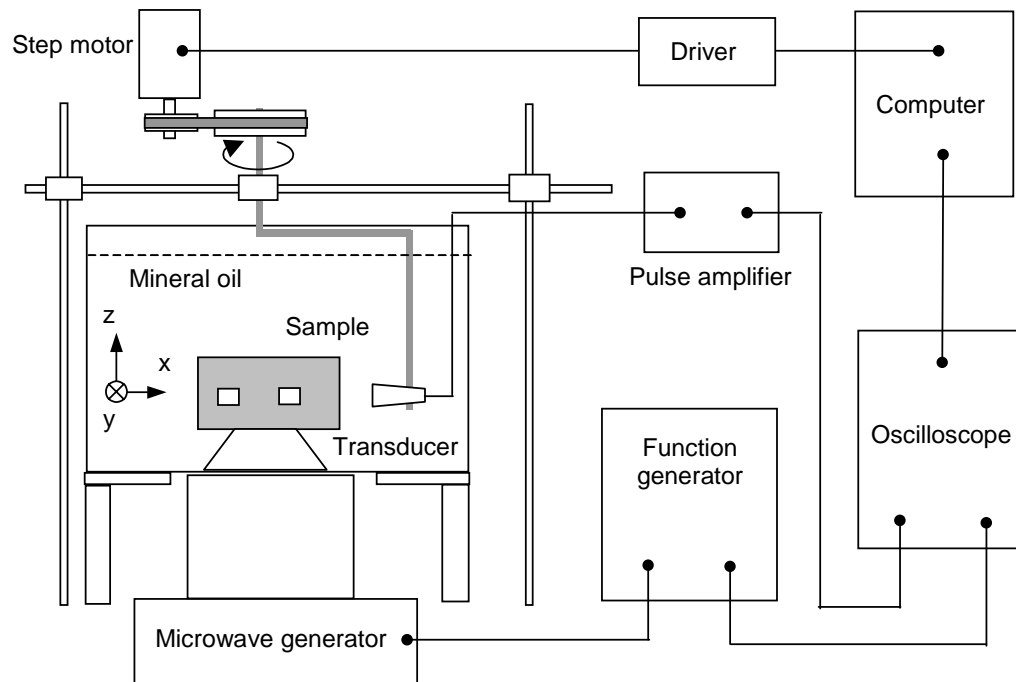 Step motor
Driver
Computer
Pulse amplifier
Mineral oil
Sample
z
x
y
Transducer
Function
generator
Oscilloscope
Microwave generator